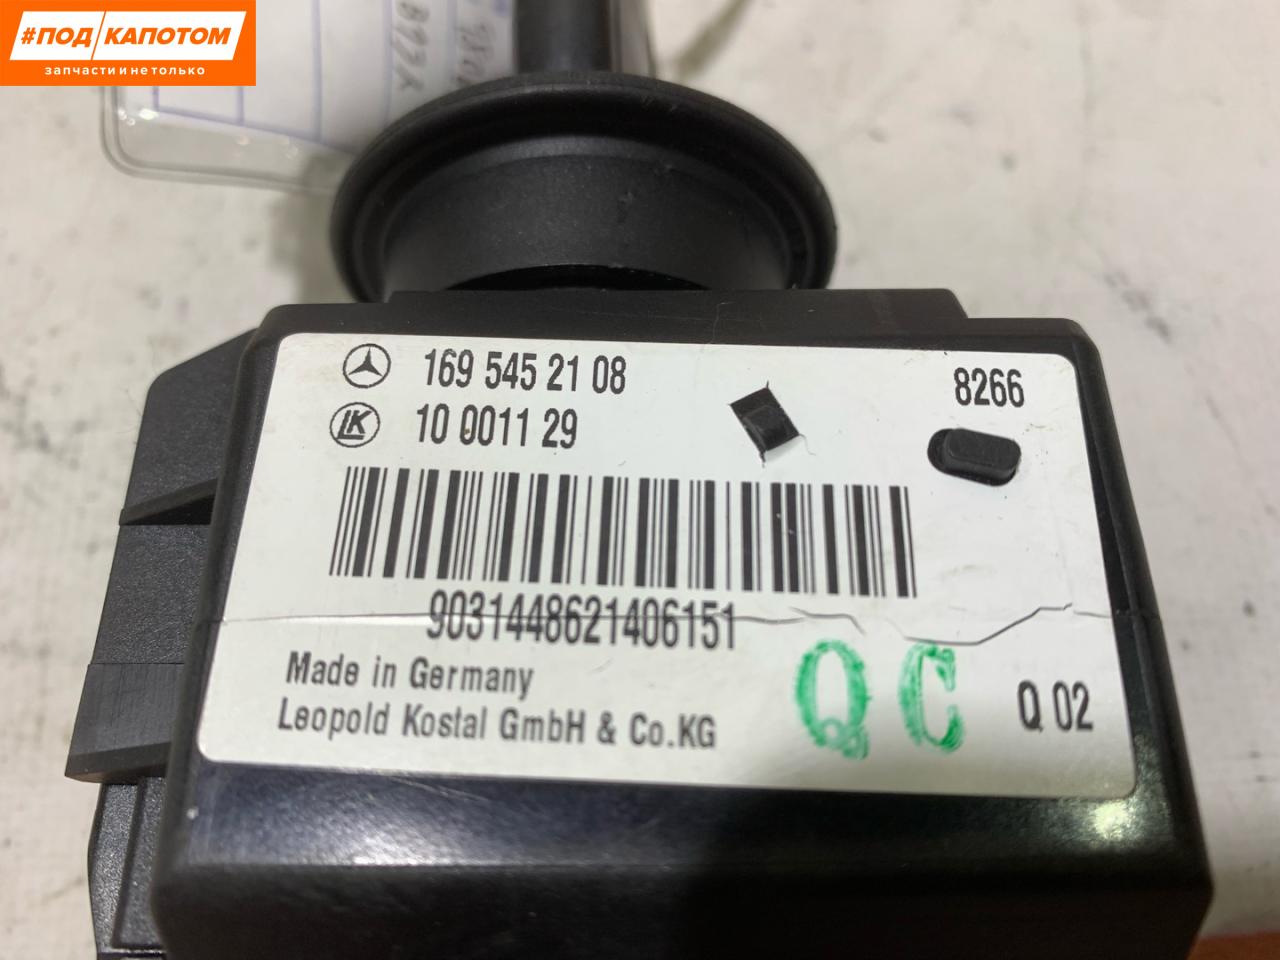 #ПОД КАПОТОМ
запчасти и не только
169 545 21 08
8266
LK
10 0011 29
9031448621406151
Made in Germany
QC
Q 02
Leopold Kostal GmbH & Co.KG